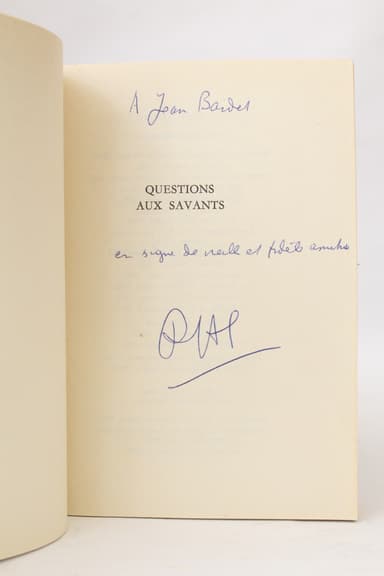 A Jean Bardet
QUESTIONS
AUX SAVANTS
en signe de vieille et fidèle amitié